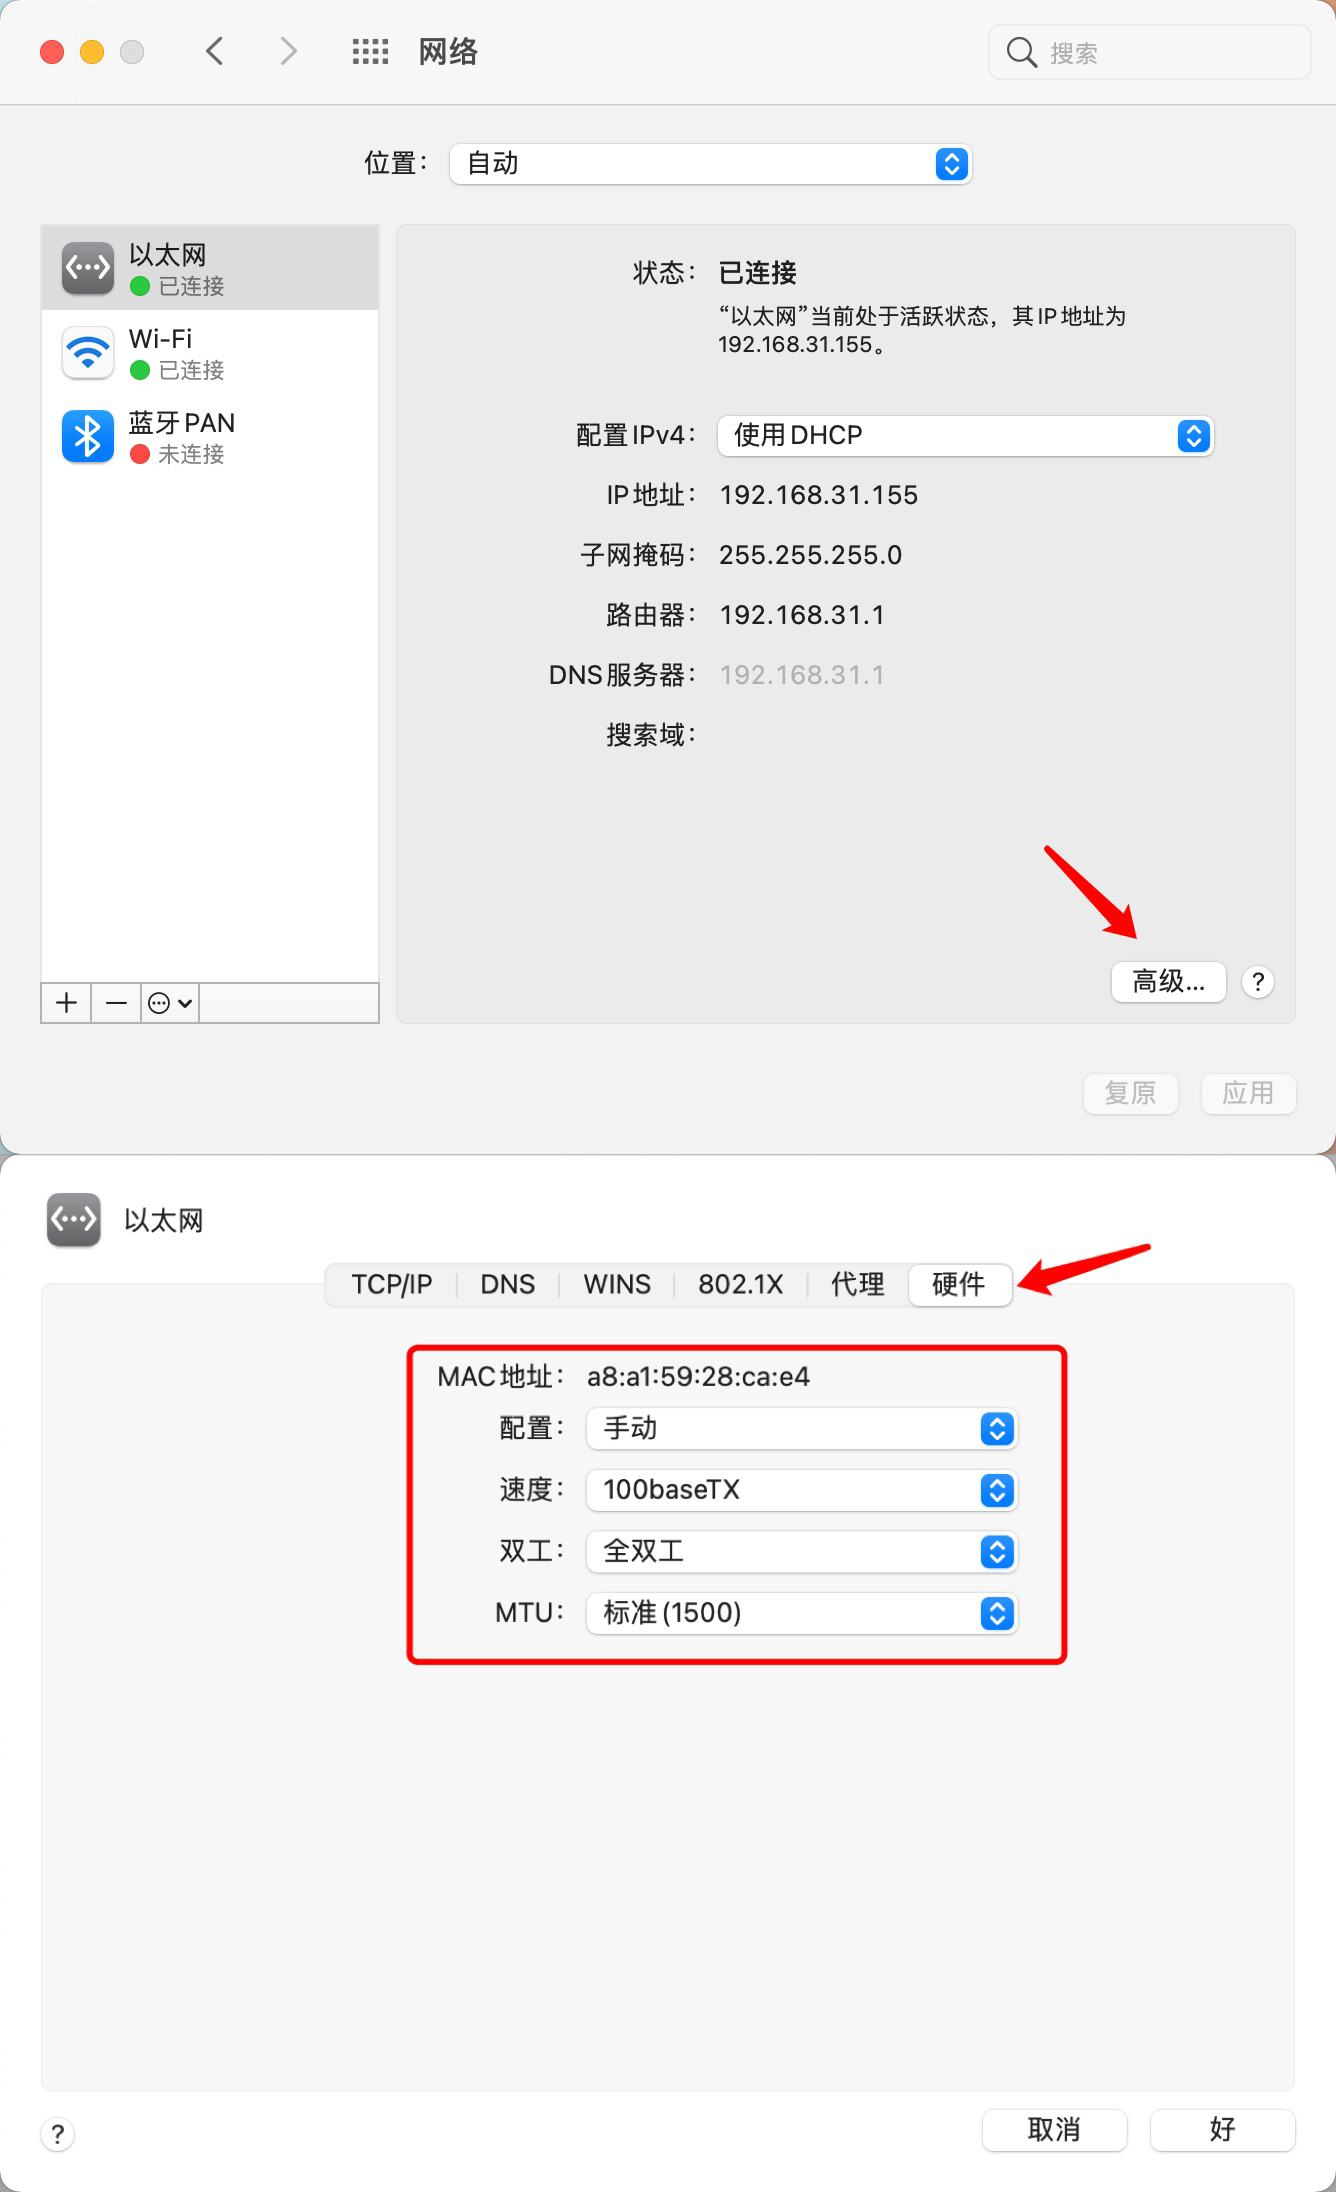 网络
搜索
位置： 自动
以太网
已连接
Wi-Fi
已连接
蓝牙 PAN
未连接
状态： 已连接
“以太网”当前处于活跃状态，其 IP 地址为
192.168.31.155。
配置 IPv4： 使用 DHCP
IP 地址： 192.168.31.155
子网掩码： 255.255.255.0
路由器： 192.168.31.1
DNS 服务器： 192.168.31.1
搜索域：
高级... ?
复原 应用
以太网
TCP/IP DNS WINS 802.1X 代理 硬件
MAC 地址： a8:a1:59:28:ca:e4
配置： 手动
速度： 100baseTX
双工： 全双工
MTU： 标准 (1500)
? 取消 好